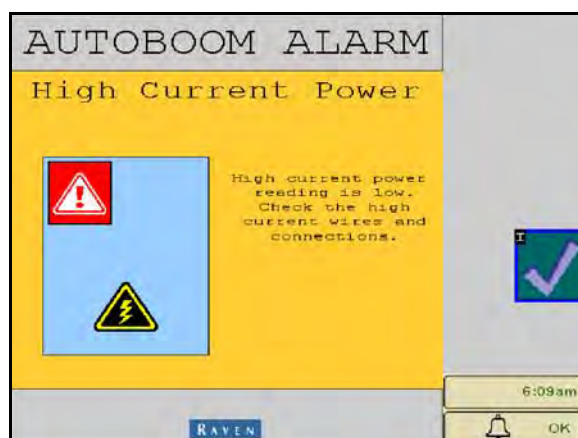 AUTOBOOM ALARM
High Current Power
High current power
reading is low.
Check the high
current wires and
connections.
I
6:09am
RAVEN
OK